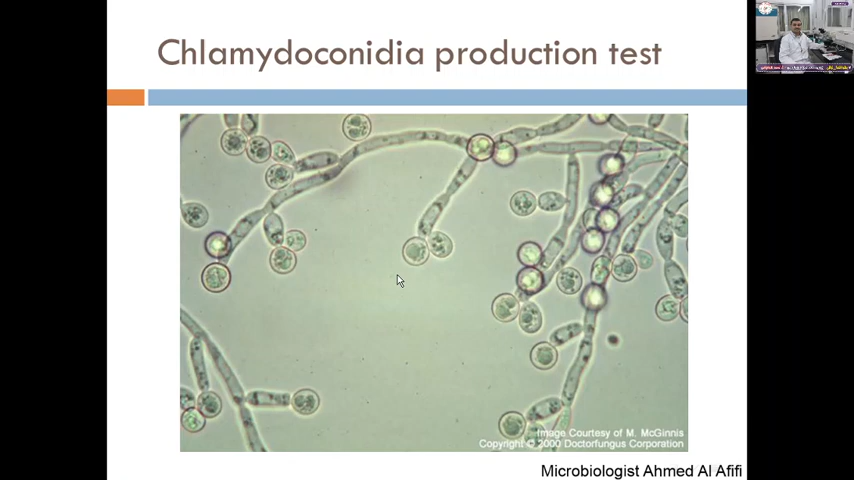 Chlamydoconidia production test
Image Courtesy of M. McGinnis
Copyright © 2000 Doctorfungus Corporation
Microbiologist Ahmed Al Afifi